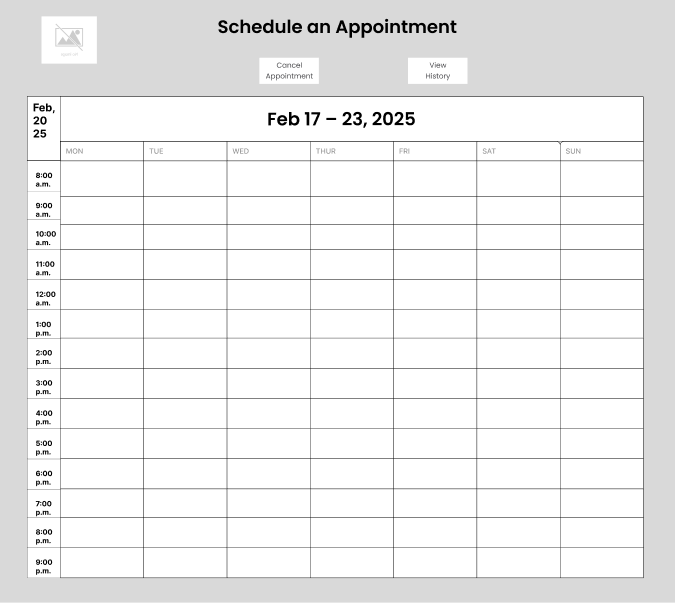 Schedule an Appointment
Cancel
Appointment
View
History
Feb,
20
25
Feb 17 – 23, 2025
MON TUE WED THUR FRI SAT SUN
8:00
a.m.
9:00
a.m.
10:00
a.m.
11:00
a.m.
12:00
a.m.
1:00
p.m.
2:00
p.m.
3:00
p.m.
4:00
p.m.
5:00
p.m.
6:00
p.m.
7:00
p.m.
8:00
p.m.
9:00
p.m.